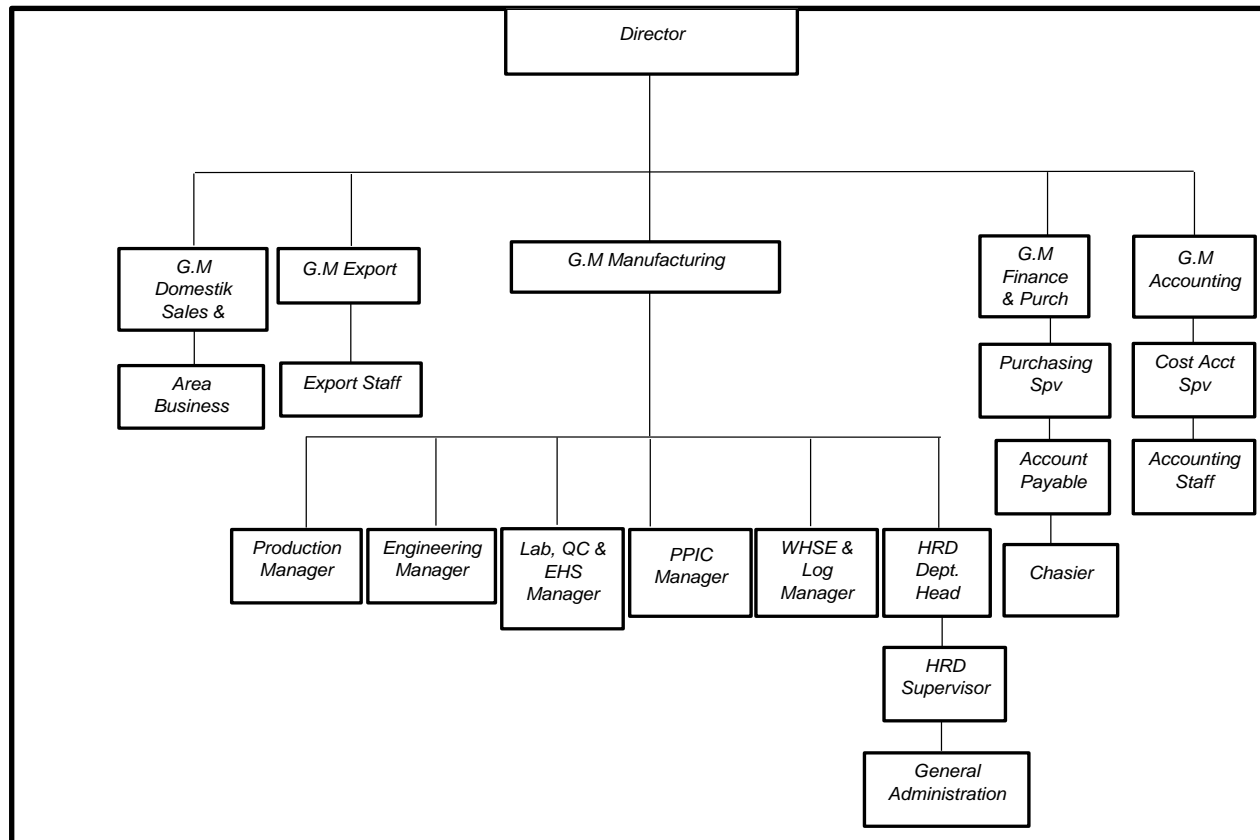 Director
G.M
Domestik
Sales &
G.M Export
G.M Manufacturing
G.M
Finance
& Purch
G.M
Accounting
Area
Business
Export Staff
Purchasing
Spv
Cost Acct
Spv
Account
Payable
Accounting
Staff
Production
Manager
Engineering
Manager
Lab, QC &
EHS
Manager
PPIC
Manager
WHSE &
Log
Manager
HRD
Dept.
Head
Chasier
HRD
Supervisor
General
Administration